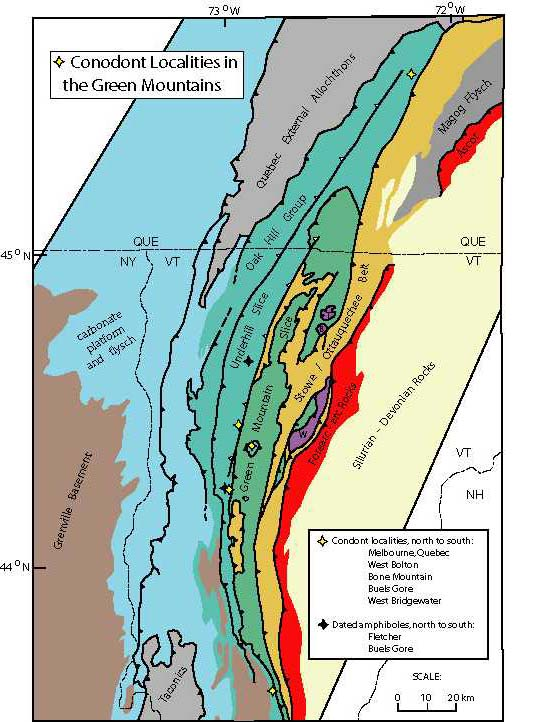 73°W
72°W
Conodont Localities in
the Green Mountains
Quebec External Allochthons
Magog Flysch
Ascot
Oak Hill Group
45°N
QUE
NY
VT
QUE
VT
carbonate
platform
and flysch
Underhill Slice
Slice
Green Mountain
Stowe / Ottauquechee Belt
W
Forearc / arc Rocks
Silurian - Devonian Rocks
Grenville Basement
VT
NH
44°N
Taconics
Condont localities, north to south:
Melbourne, Quebec
West Bolton
Bone Mountain
Buels Gore
West Bridgewater
Dated amphiboles, north to south:
Fletcher
Buels Gore
SCALE:
0 10 20 km